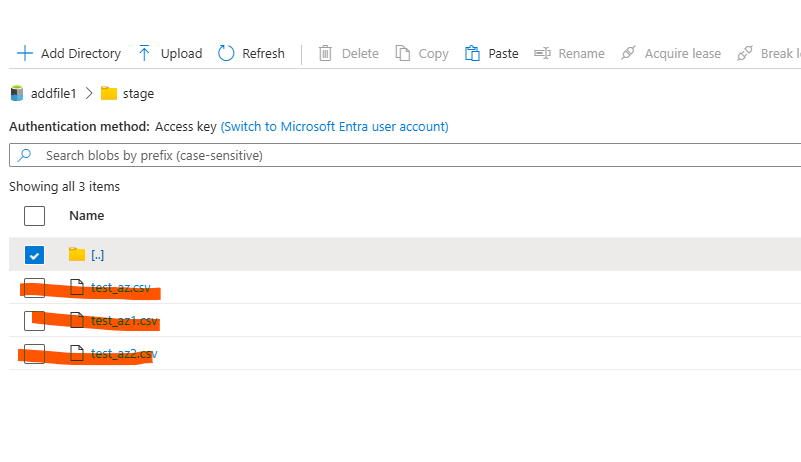 Add Directory Upload Refresh Delete Copy Paste Rename Acquire lease Break l
addfile1 > stage
Authentication method: Access key (Switch to Microsoft Entra user account)
Search blobs by prefix (case-sensitive)
Showing all 3 items
Name
[..]
test_az.csv
test_az1.csv
test_az2.csv